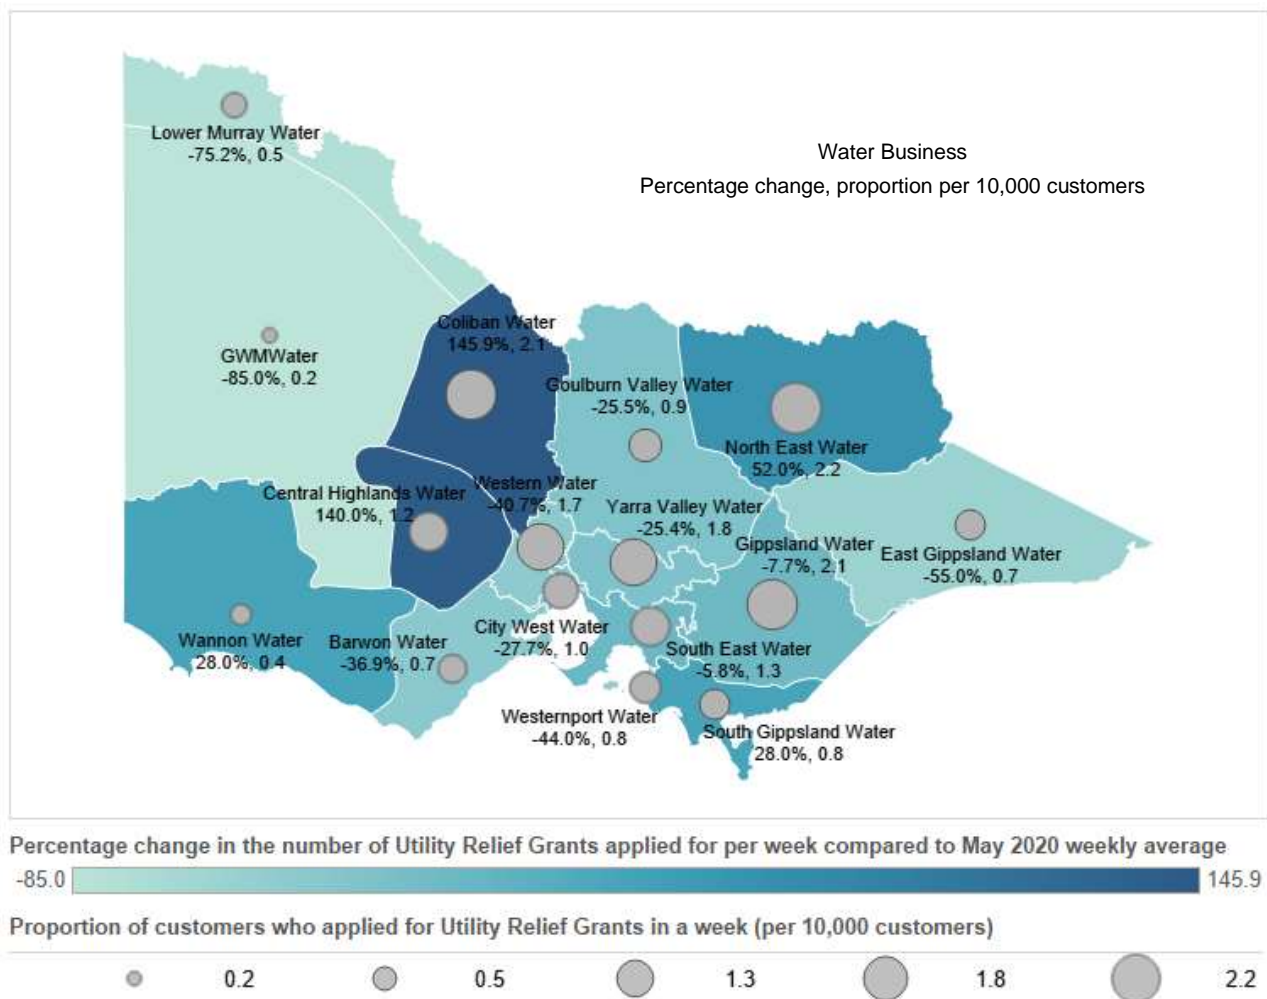 Lower Murray Water
-75.2%, 0.5
Water Business
Percentage change, proportion per 10,000 customers
Coliban Water
145.9%, 2.1
GWMWater
-85.0%, 0.2
Goulburn Valley Water
-25.5%, 0.9
North East Water
52.0%, 2.2
Central Highlands Water
140.0%, 1.2
Western Water
-40.7%, 1.7
Yarra Valley Water
-25.4%, 1.8
Gippsland Water
-7.7%, 2.1
East Gippsland Water
-55.0%, 0.7
Wannon Water
28.0%, 0.4
Barwon Water
-36.9%, 0.7
City West Water
-27.7%, 1.0
South East Water
-5.8%, 1.3
Westernport Water
-44.0%, 0.8
South Gippsland Water
28.0%, 0.8
Percentage change in the number of Utility Relief Grants applied for per week compared to May 2020 weekly average
-85.0 145.9
Proportion of customers who applied for Utility Relief Grants in a week (per 10,000 customers)
0.2 0.5 1.3 1.8 2.2